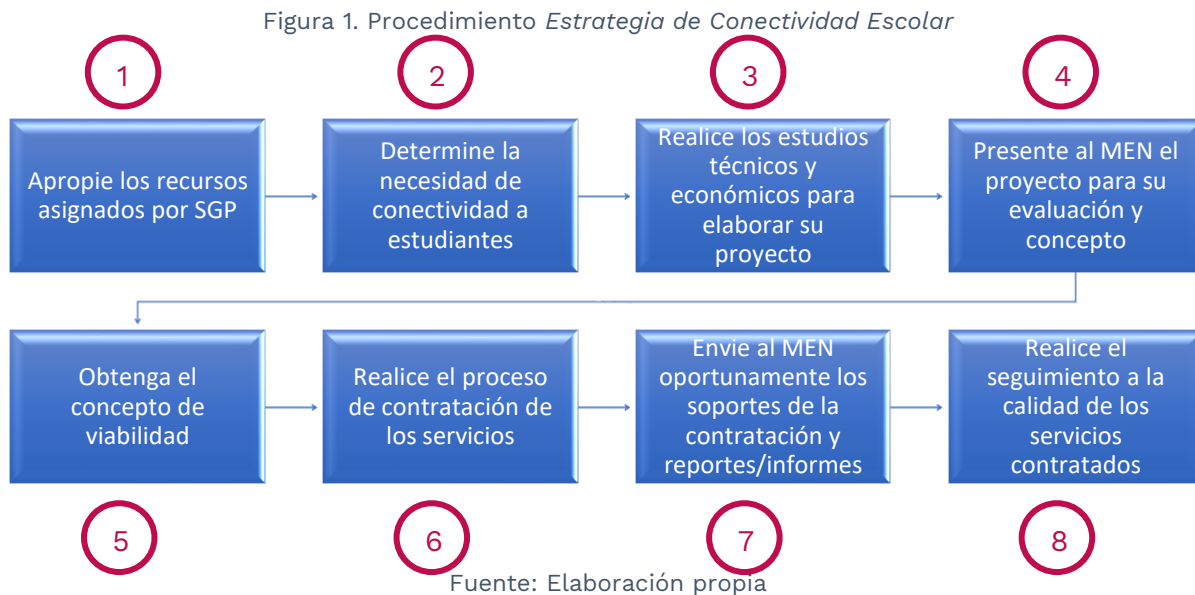 Figura 1. Procedimiento Estrategia de Conectividad Escolar
1
2
3
4
Apropie los recursos
asignados por SGP
Determine la
necesidad de
conectividad a
estudiantes
Realice los estudios
técnicos y
económicos para
elaborar su
proyecto
Presente al MEN el
proyecto para su
evaluación y
concepto
Obtenga el
concepto de
viabilidad
Realice el proceso
de contratación de
los servicios
Envie al MEN
oportunamente los
soportes de la
contratación y
reportes/informes
Realice el
seguimiento a la
calidad de los
servicios
contratados
5
6
7
8
Fuente: Elaboración propia